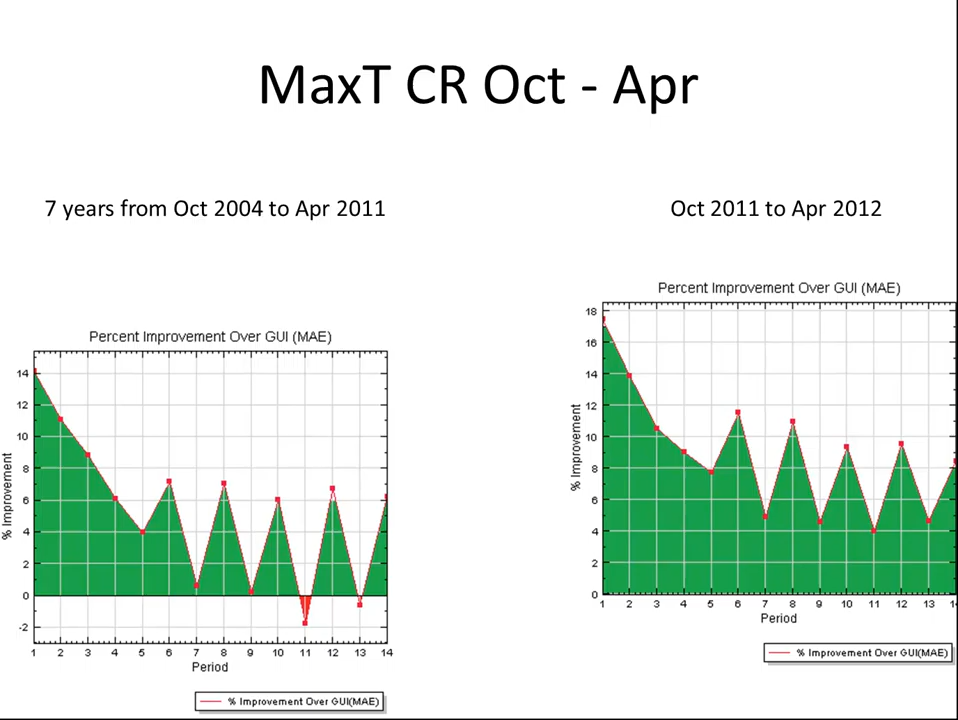 MaxT CR Oct - Apr
7 years from Oct 2004 to Apr 2011
Oct 2011 to Apr 2012
Percent Improvement Over GUI (MAE)
14
12
10
8
6
4
2
0
-2
% Improvement
1 2 3 4 5 6 7 8 9 10 11 12 13 14
Period
% Improvement Over GUI(MAE)
Percent Improvement Over GUI (MAE)
18
16
14
12
10
8
6
4
2
0
% Improvement
1 2 3 4 5 6 7 8 9 10 11 12 13 14
Period
% Improvement Over GUI(MAE)